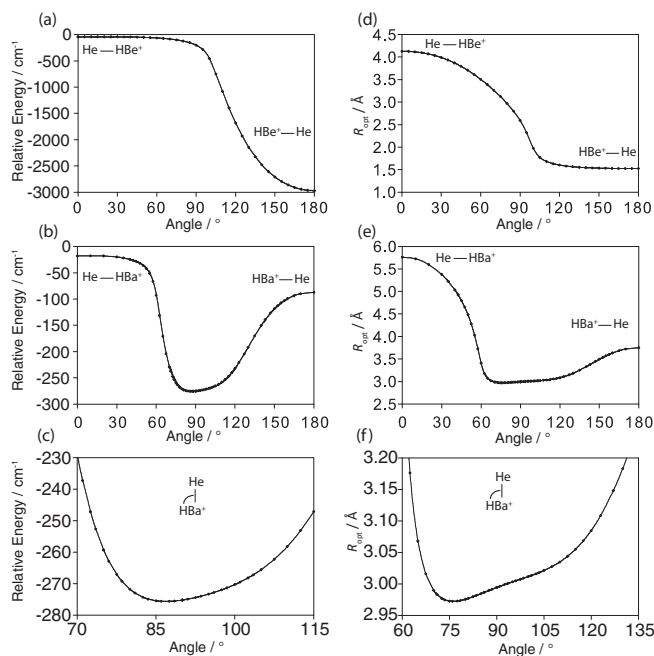 (a)
Relative Energy / cm⁻¹
0
-500
-1000
-1500
-2000
-2500
-3000
He — HBe⁺
HBe⁺—He
0 30 60 90 120 150 180
Angle / °
(d)
R opt / Å
4.5
4.0
3.5
3.0
2.5
2.0
1.5
1.0
He — HBe⁺
HBe⁺—He
0 30 60 90 120 150 180
Angle / °
(b)
Relative Energy / cm⁻¹
0
-50
-100
-150
-200
-250
-300
He — HBa⁺
HBa⁺—He
0 30 60 90 120 150 180
Angle / °
(e)
R opt / Å
6.0
5.5
5.0
4.5
4.0
3.5
3.0
2.5
He — HBa⁺
HBa⁺—He
0 30 60 90 120 150 180
Angle / °
(c)
Relative Energy / cm⁻¹
-230
-240
-250
-260
-270
-280
He
HBa⁺
70 85 100 115
Angle / °
(f)
R opt / Å
3.20
3.15
3.10
3.05
3.00
2.95
He
HBa⁺
60 75 90 105 120 135
Angle / °